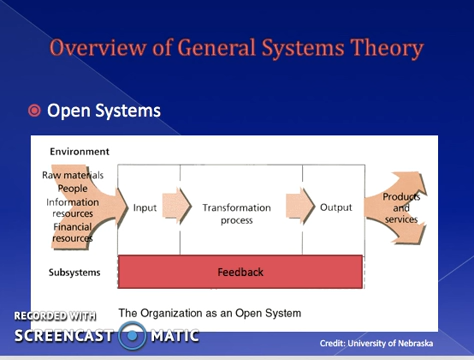 Overview of General Systems Theory
Open Systems
Environment
Raw materials
People
Information
resources
Financial
resources
Input
Transformation
process
Output
Products
and
services
Subsystems
Feedback
The Organization as an Open System
RECORDED WITH
SCREENCAST MATIC
Credit: University of Nebraska